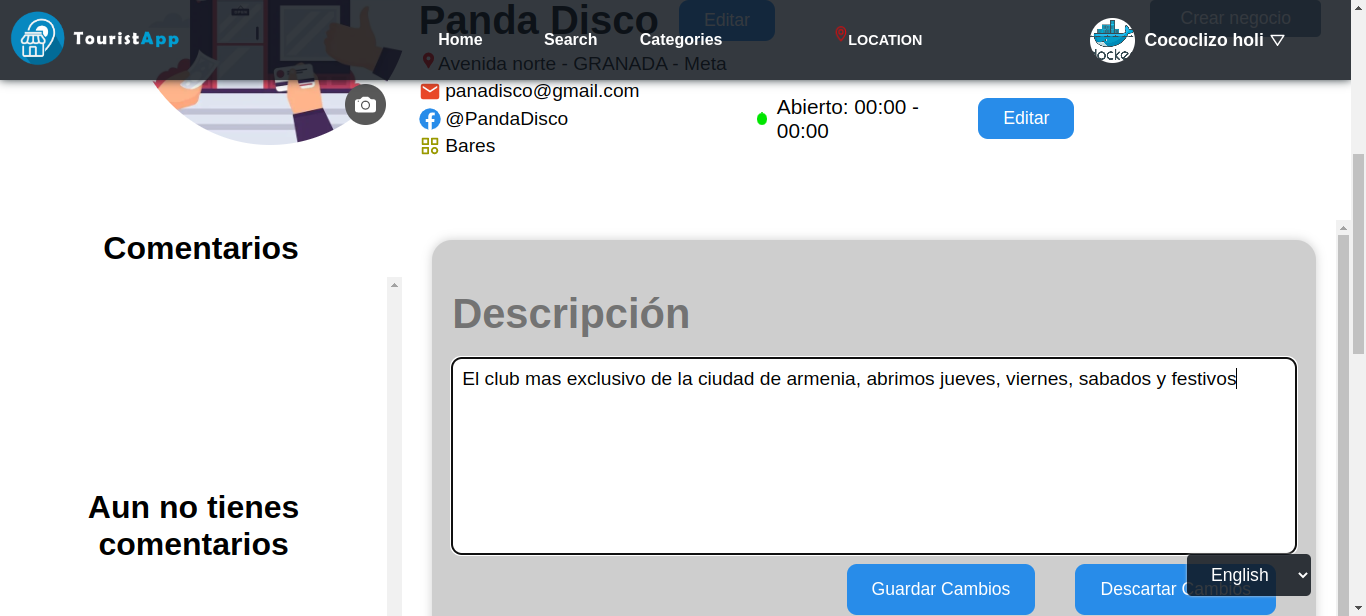 Panda Disco
Editar
Crear negocio
TouristApp
Home
Search
Categories
LOCATION
Cococlizo holi
Avenida norte - GRANADA - Meta
panadisco@gmail.com
@PandaDisco
Bares
Abierto: 00:00 -
00:00
Editar
Comentarios
Aun no tienes
comentarios
Descripción
El club mas exclusivo de la ciudad de armenia, abrimos jueves, viernes, sabados y festivos
Guardar Cambios
Descartar Cambios
English